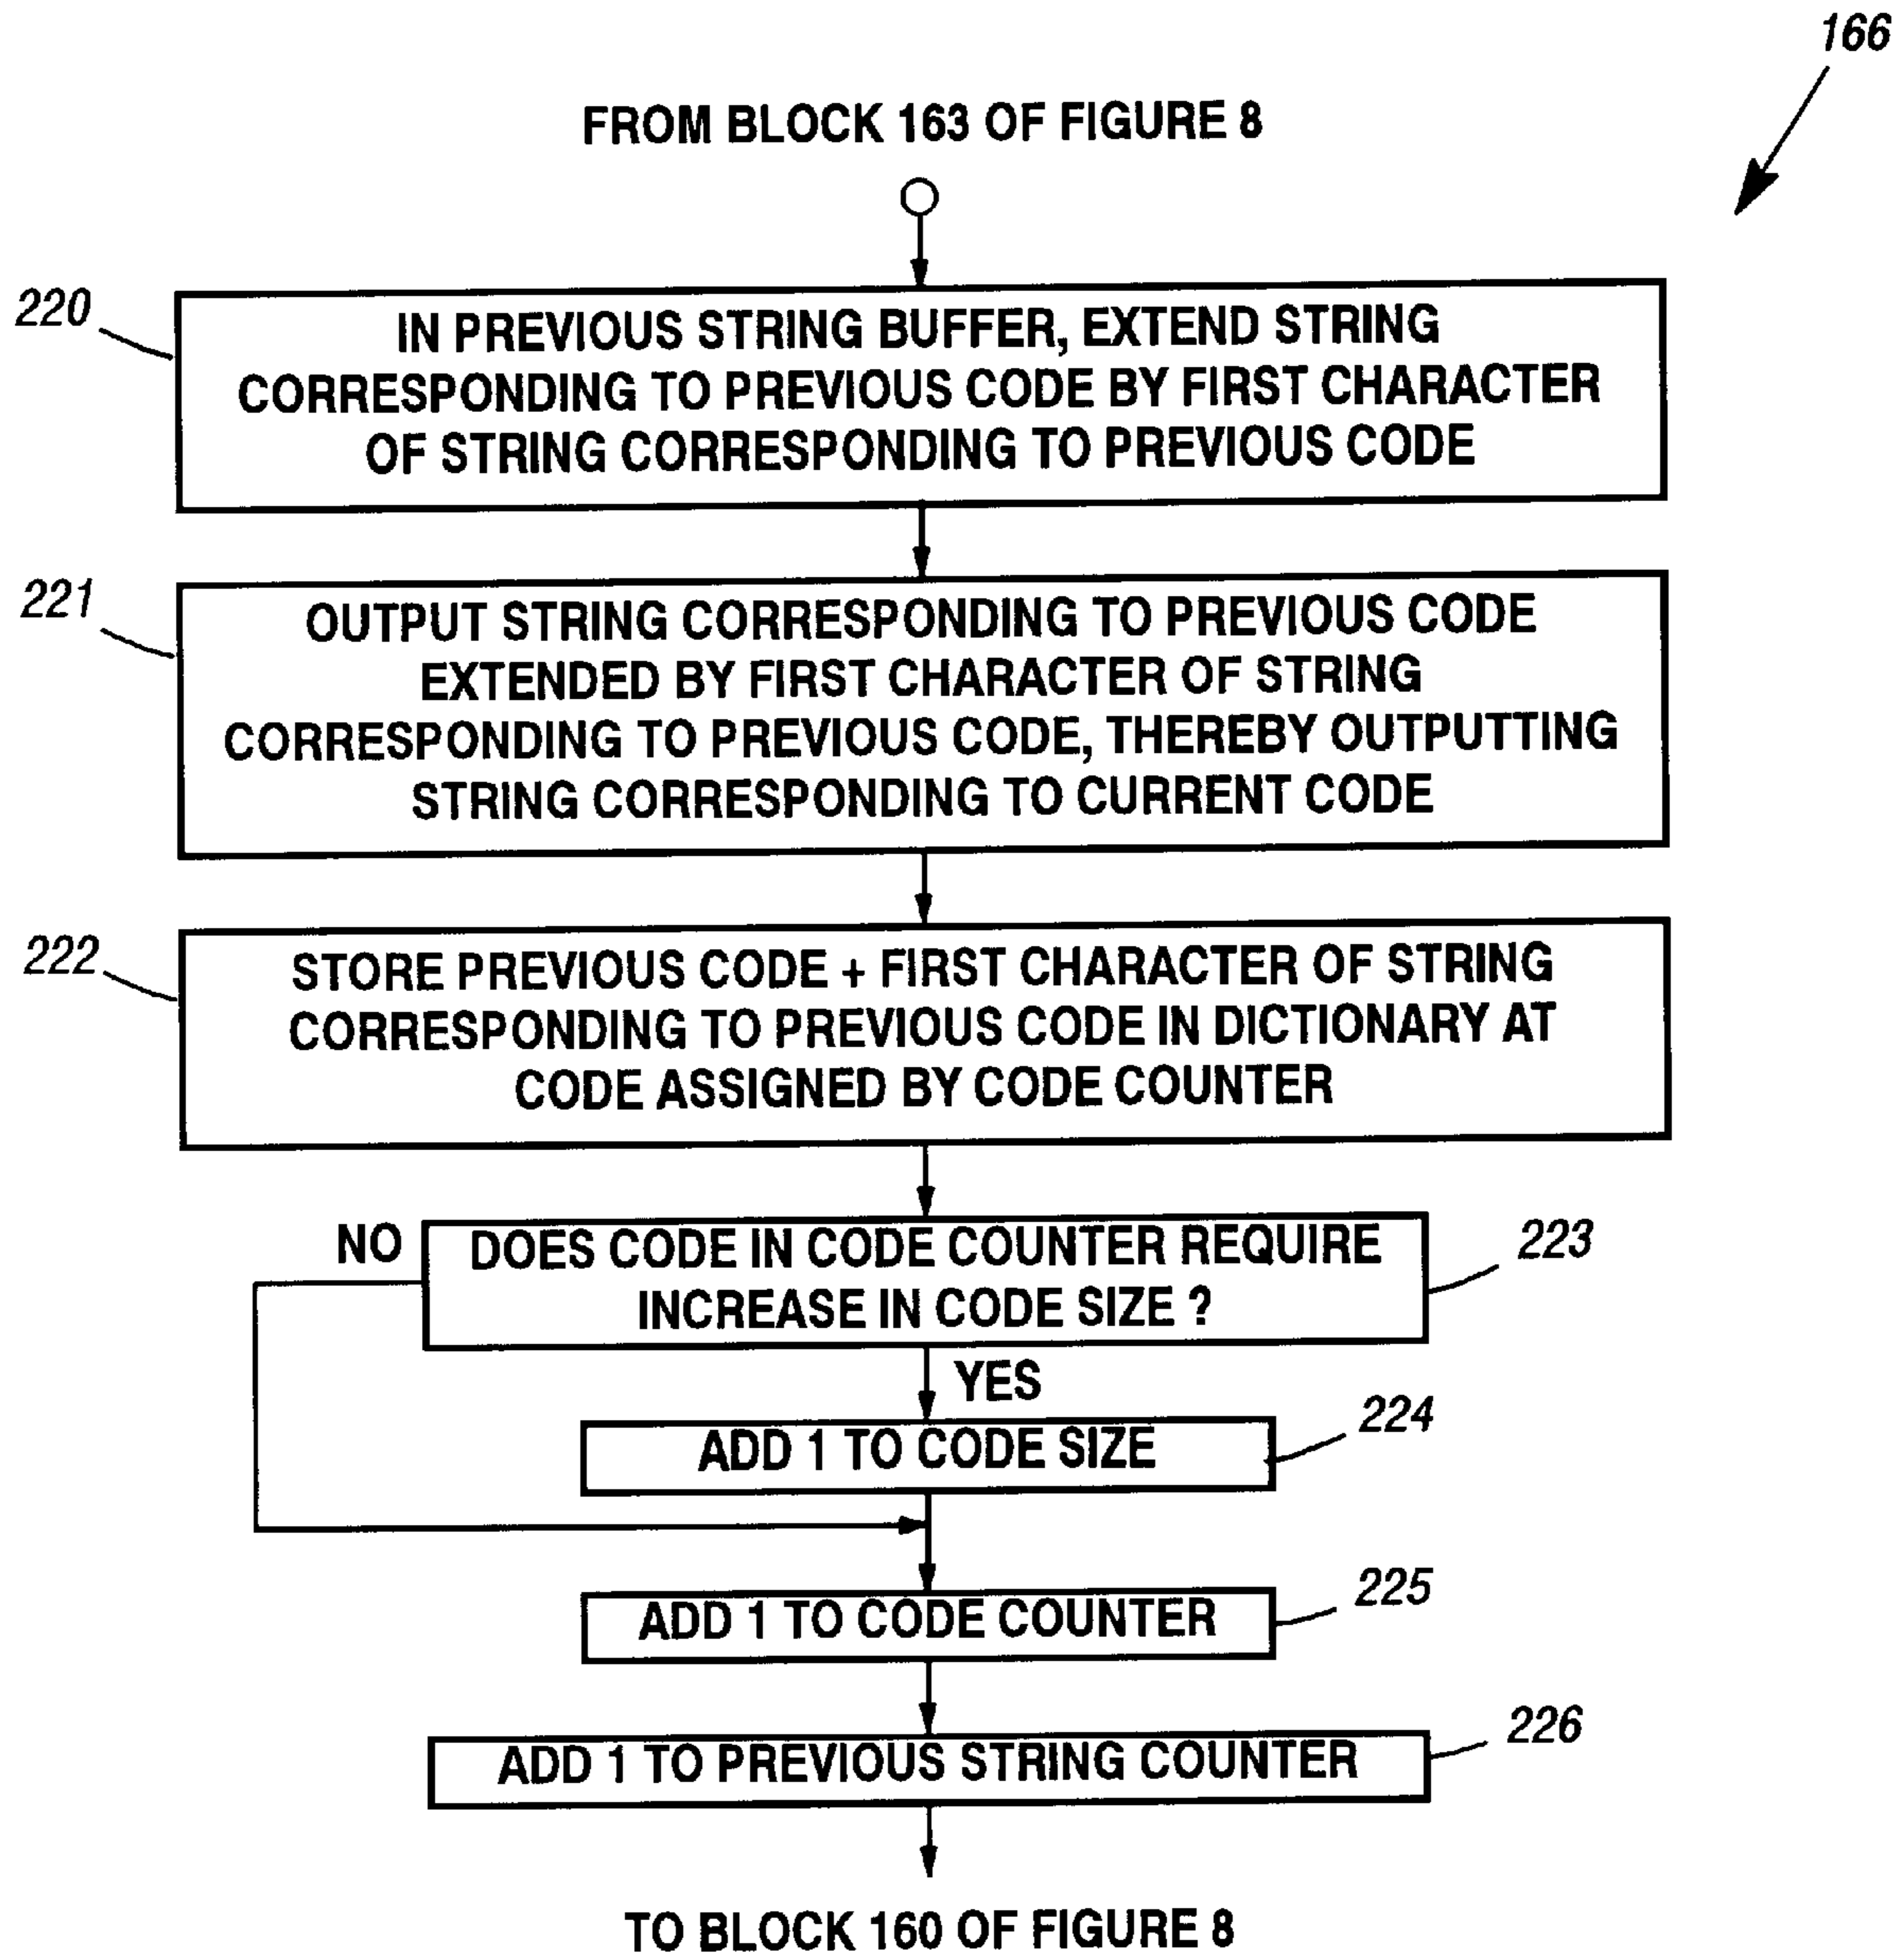 166
FROM BLOCK 163 OF FIGURE 8
220
IN PREVIOUS STRING BUFFER, EXTEND STRING
CORRESPONDING TO PREVIOUS CODE BY FIRST CHARACTER
OF STRING CORRESPONDING TO PREVIOUS CODE
221
OUTPUT STRING CORRESPONDING TO PREVIOUS CODE
EXTENDED BY FIRST CHARACTER OF STRING
CORRESPONDING TO PREVIOUS CODE, THEREBY OUTPUTTING
STRING CORRESPONDING TO CURRENT CODE
222
STORE PREVIOUS CODE + FIRST CHARACTER OF STRING
CORRESPONDING TO PREVIOUS CODE IN DICTIONARY AT
CODE ASSIGNED BY CODE COUNTER
NO
DOES CODE IN CODE COUNTER REQUIRE
INCREASE IN CODE SIZE ?
223
YES
ADD 1 TO CODE SIZE
224
ADD 1 TO CODE COUNTER
225
ADD 1 TO PREVIOUS STRING COUNTER
226
TO BLOCK 160 OF FIGURE 8